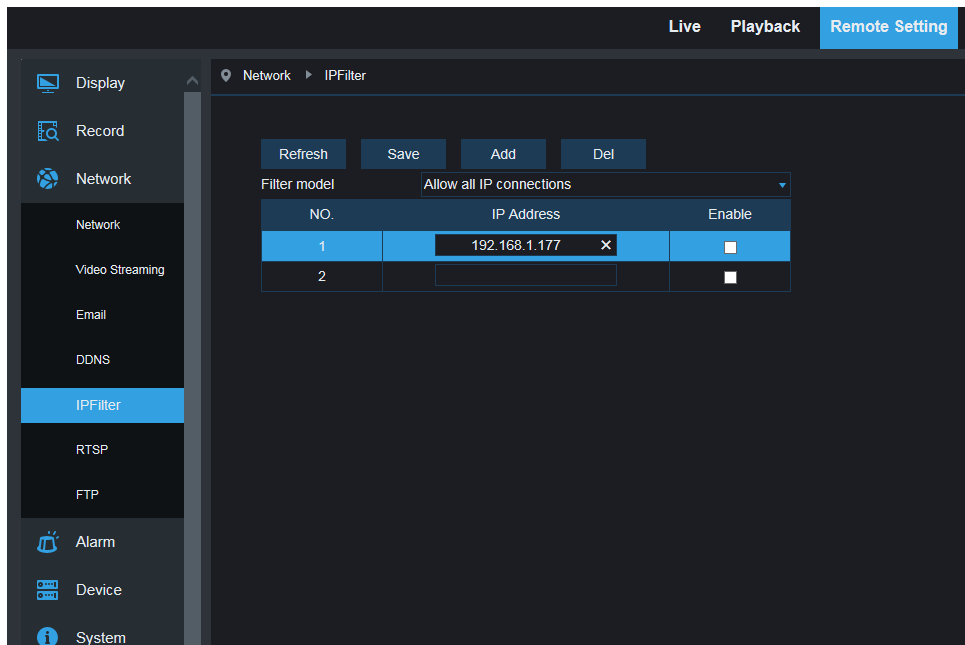 Live Playback Remote Setting
Display
Record
Network
Network
Video Streaming
Email
DDNS
IPFilter
RTSP
FTP
Alarm
Device
System
Network IPFilter
Refresh Save Add Del
Filter model Allow all IP connections
NO. IP Address Enable
1 192.168.1.177
2